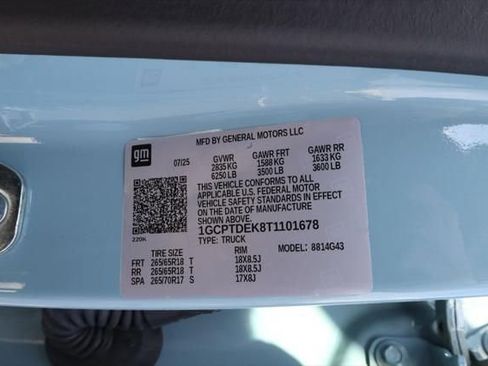 MFD BY GENERAL MOTORS LLC
gm
07/25 GVWR GAWR FRT GAWR RR
2835 KG 1588 KG 1633 KG
6250 LB 3500 LB 3600 LB
THIS VEHICLE CONFORMS TO ALL
APPLICABLE U.S. FEDERAL MOTOR
VEHICLE SAFETY STANDARDS IN EFFECT
ON THE DATE OF MANUFACTURE
SHOWN ABOVE.
1GCPTDEK8T1101678
220K TYPE: TRUCK MODEL: 8814G43
TIRE SIZE RIM
FRT 265/65R18 T 18X8.5J
RR 265/65R18 T 18X8.5J
SPA 265/70R17 S 17X8J